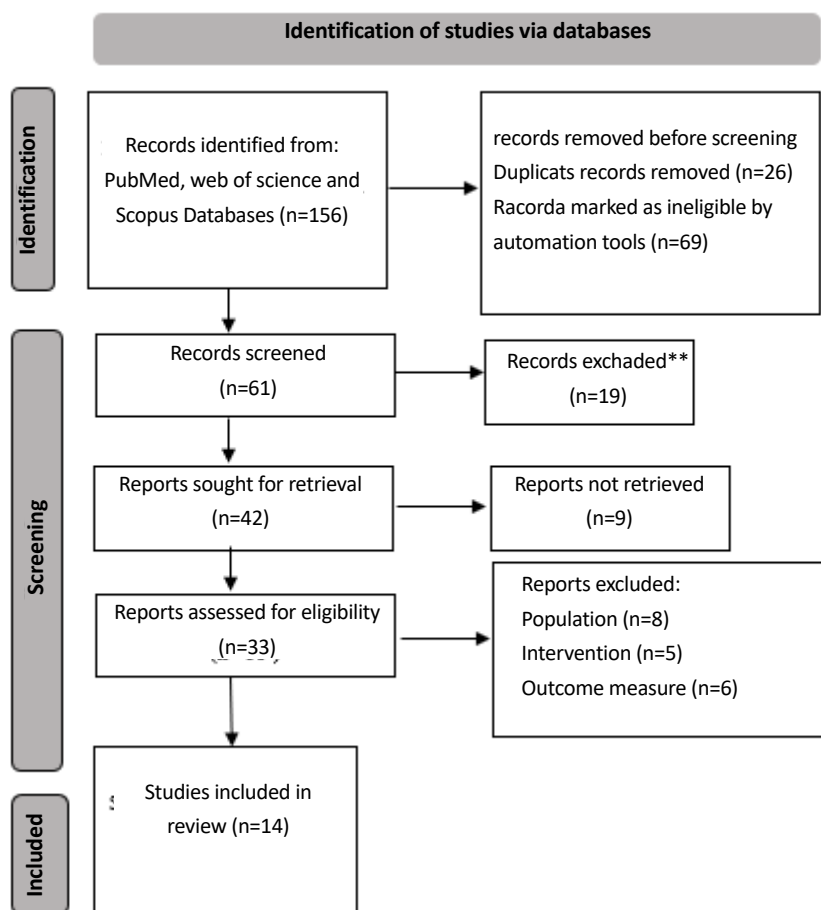 Identification of studies via databases
Identification
Records identified from:
PubMed, web of science and
Scopus Databases (n=156)
records removed before screening
Duplicats records removed (n=26)
Racorda marked as ineligible by
automation tools (n=69)
Screening
Records screened
(n=61)
Records exchaded**
(n=19)
Reports sought for retrieval
(n=42)
Reports not retrieved
(n=9)
Reports assessed for eligibility
(n=33)
Reports excluded:
Population (n=8)
Intervention (n=5)
Outcome measure (n=6)
Included
Studies included in
review (n=14)